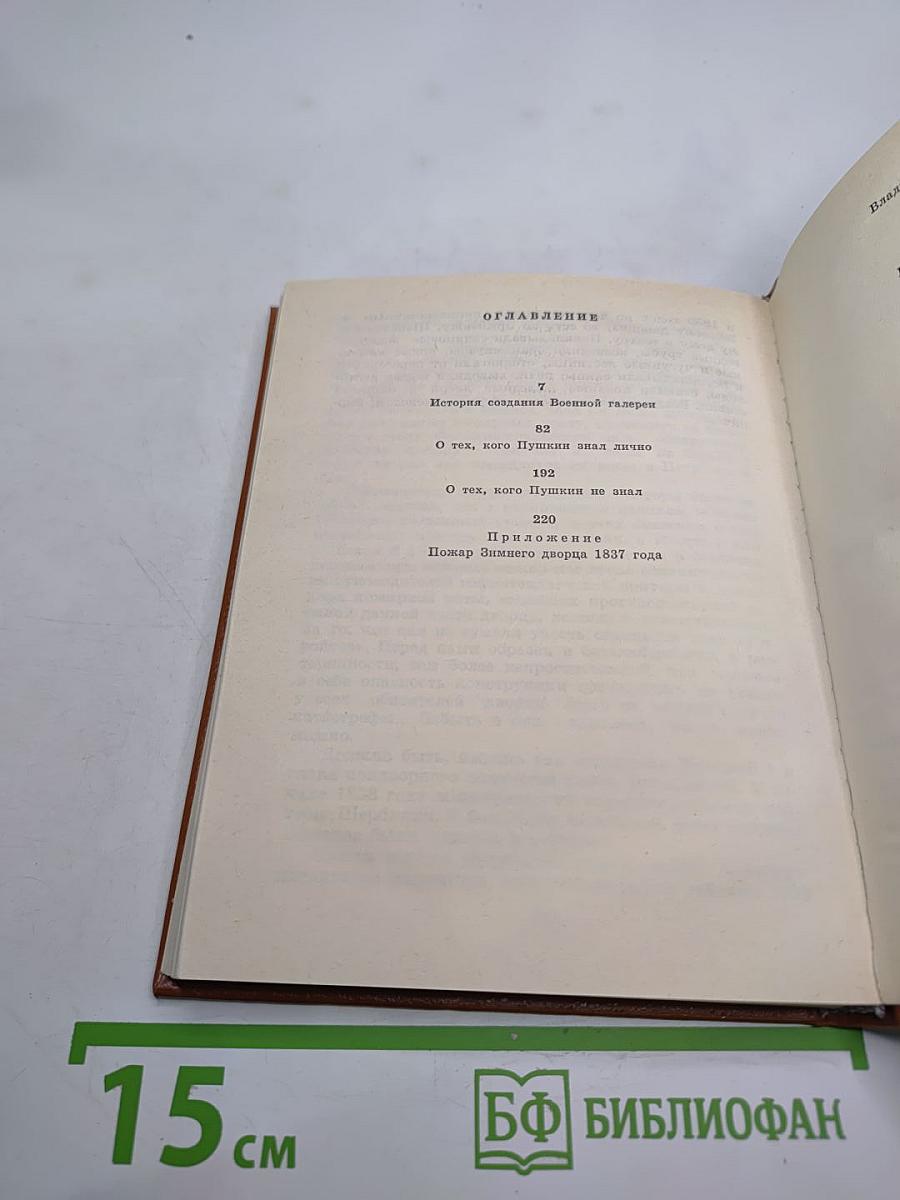 ОГЛАВЛЕНИЕ
7
История создания Военной галереи
82
О тех, кого Пушкин знал лично
192
О тех, кого Пушкин не знал
220
Приложение
Пожар Зимнего дворца 1837 года
Влад
15 см
БФ БИБЛИОФАН